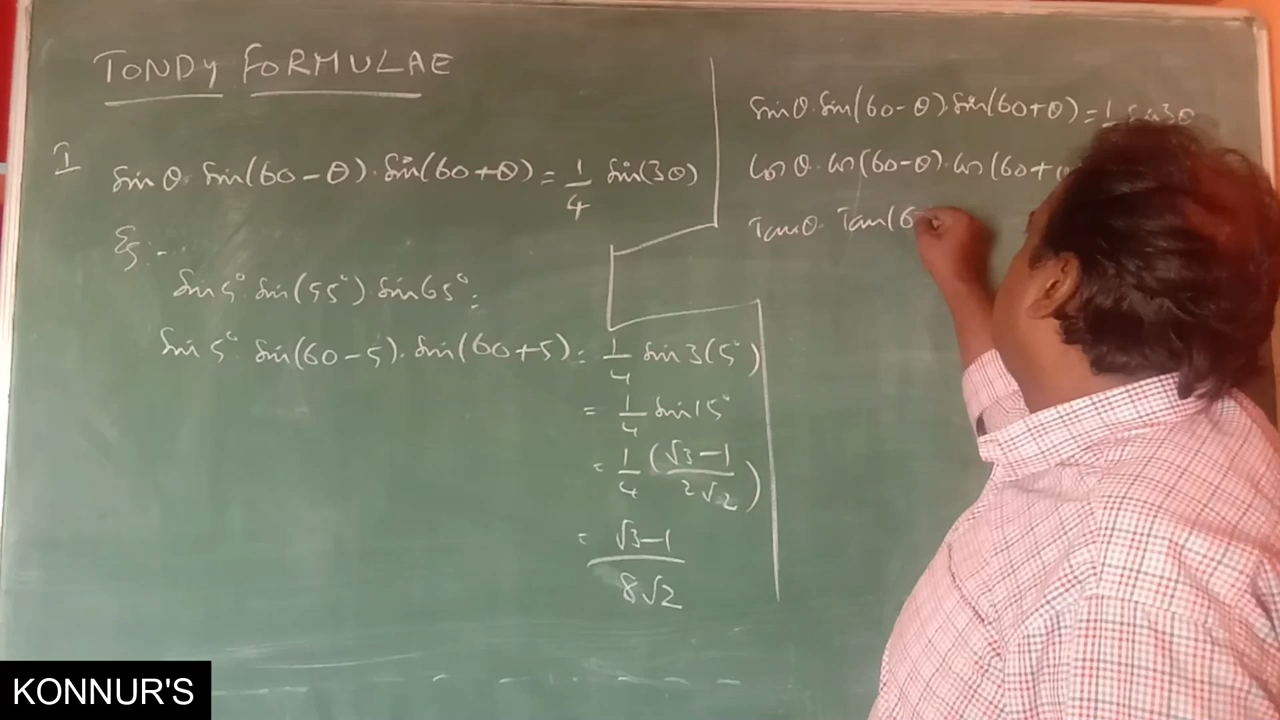 TONDY FORMULAE
I
Sin θ. Sin(60-θ).Sin(60+θ) = 1/4 Sin(3θ)
Eg:-
Sin 5°. Sin(55°).Sin 65° =
Sin 5° Sin(60-5). Sin(60+5) = 1/4 Sin 3(5°)
= 1/4 Sin 15°
= 1/4 (√3-1 / 2√2)
= √3-1 / 8√2
Sin θ. Sin(60-θ).Sin(60+θ) = 1/4 Sin 3θ
Cos θ. Cos(60-θ). Cos(60+
Tan θ. Tan(6
KONNUR'S